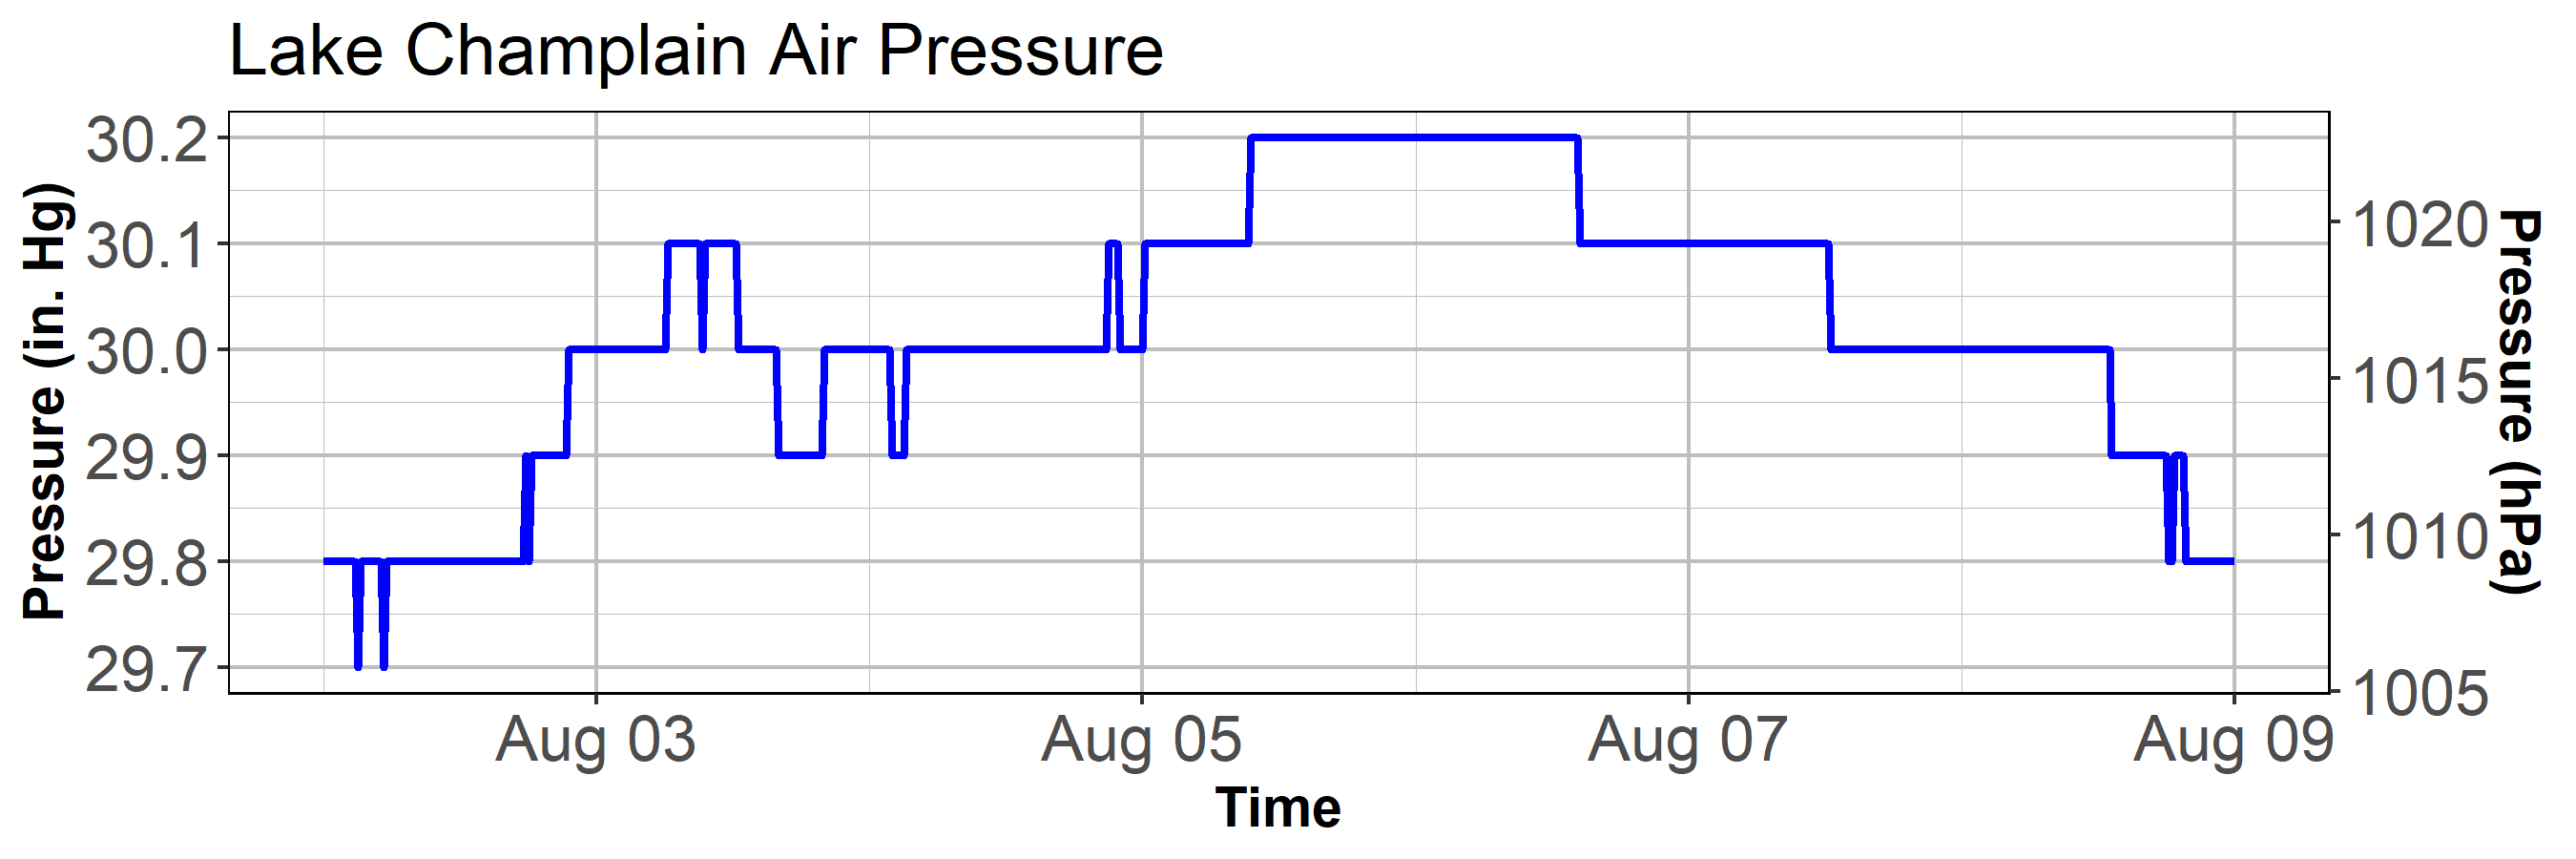 Lake Champlain Air Pressure
Pressure (in. Hg)
30.2
30.1
30.0
29.9
29.8
29.7
1020
1015
1010
1005
Pressure (hPa)
Aug 03 Aug 05 Aug 07 Aug 09
Time